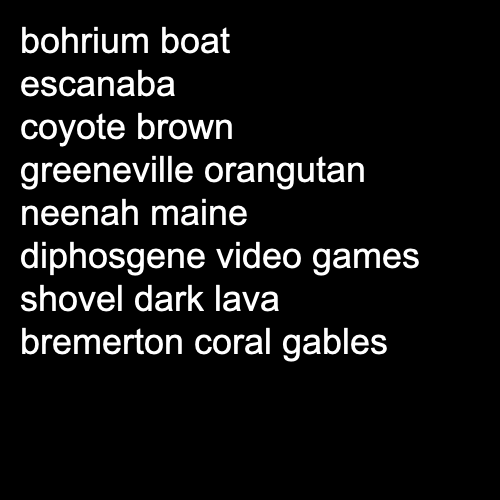 bohrium boat
escanaba
coyote brown
greeneville orangutan
neenah maine
diphosgene video games
shovel dark lava
bremerton coral gables